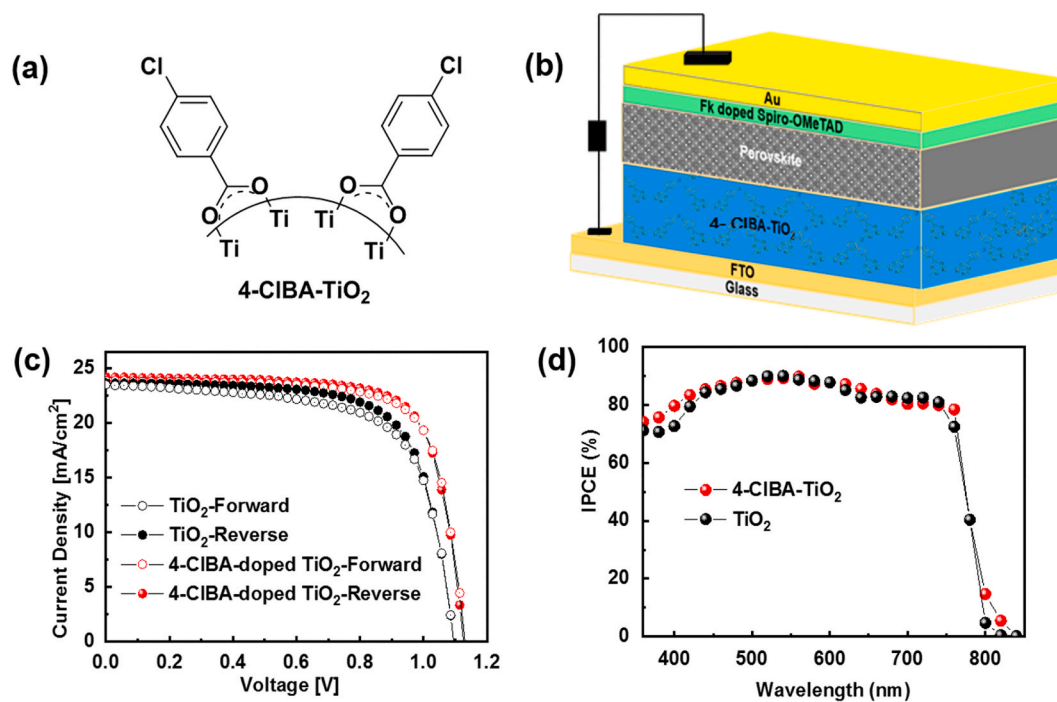 (a)
Cl
Cl
O
O
O
O
Ti
Ti
Ti
Ti
4-ClBA-TiO₂
(b)
Au
Fk doped Spiro-OMeTAD
Perovskite
4- ClBA-TiO₂
FTO
Glass
(c)
25
20
15
10
5
0
Current Density [mA/cm²]
TiO₂-Forward
TiO₂-Reverse
4-ClBA-doped TiO₂-Forward
4-ClBA-doped TiO₂-Reverse
0.0 0.2 0.4 0.6 0.8 1.0 1.2
Voltage [V]
(d)
100
80
60
40
20
0
IPCE (%)
4-ClBA-TiO₂
TiO₂
400 500 600 700 800
Wavelength (nm)